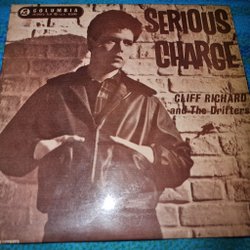 SERIOUS
COLUMBIA
CHARGE
CLIFF RICHARD
and The Drifters